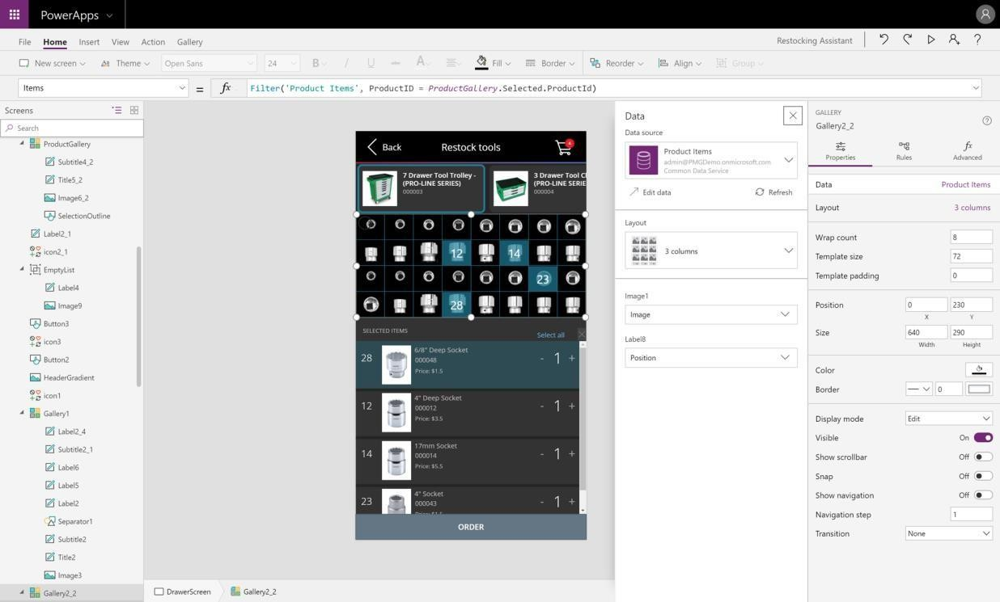 PowerApps
File Home Insert View Action Gallery
Restocking Assistant
New screen Theme Open Sans 24 B / U abc A Fill Border Reorder Align Group
Items = fx Filter('Product Items', ProductID = ProductGallery.Selected.ProductId)
Screens
Search
ProductGallery
Subtitle4_2
Title5_2
Image6_2
SelectionOutline
Label2_1
icon2_1
EmptyList
Label4
Image9
Button3
icon3
Button2
HeaderGradient
icon1
Gallery1
Label2_4
Subtitle2_1
Label6
Label5
Label2
Separator1
Subtitle2
Title2
Image3
Gallery2_2
Back Restock tools 4
7 Drawer Tool Trolley -
(PRO-LINE SERIES)
000003
3 Drawer Tool C
(PRO-LINE SERIE
000004
12 14
23
28
SELECTED ITEMS
Select all
28
6/8" Deep Socket
000048
Price: $1.5
- 1 +
12
4" Deep Socket
000012
Price: $3.5
- 1 +
14
17mm Socket
000014
Price: $5.5
- 1 +
23
4" Socket
000043
- 1 +
ORDER
DrawerScreen Gallery2_2
Data
Data source
Product Items
admin@PMGDemo.onmicrosoft.com
Common Data Service
Edit data Refresh
Layout
3 columns
Image1
Image
Label8
Position
GALLERY
Gallery2_2
Properties Rules Advanced
Data Product Items
Layout 3 columns
Wrap count 8
Template size 72
Template padding 0
Position 0 230
X Y
Size 640 290
Width Height
Color
Border 0
Display mode Edit
Visible On
Show scrollbar Off
Snap Off
Show navigation Off
Navigation step 1
Transition None